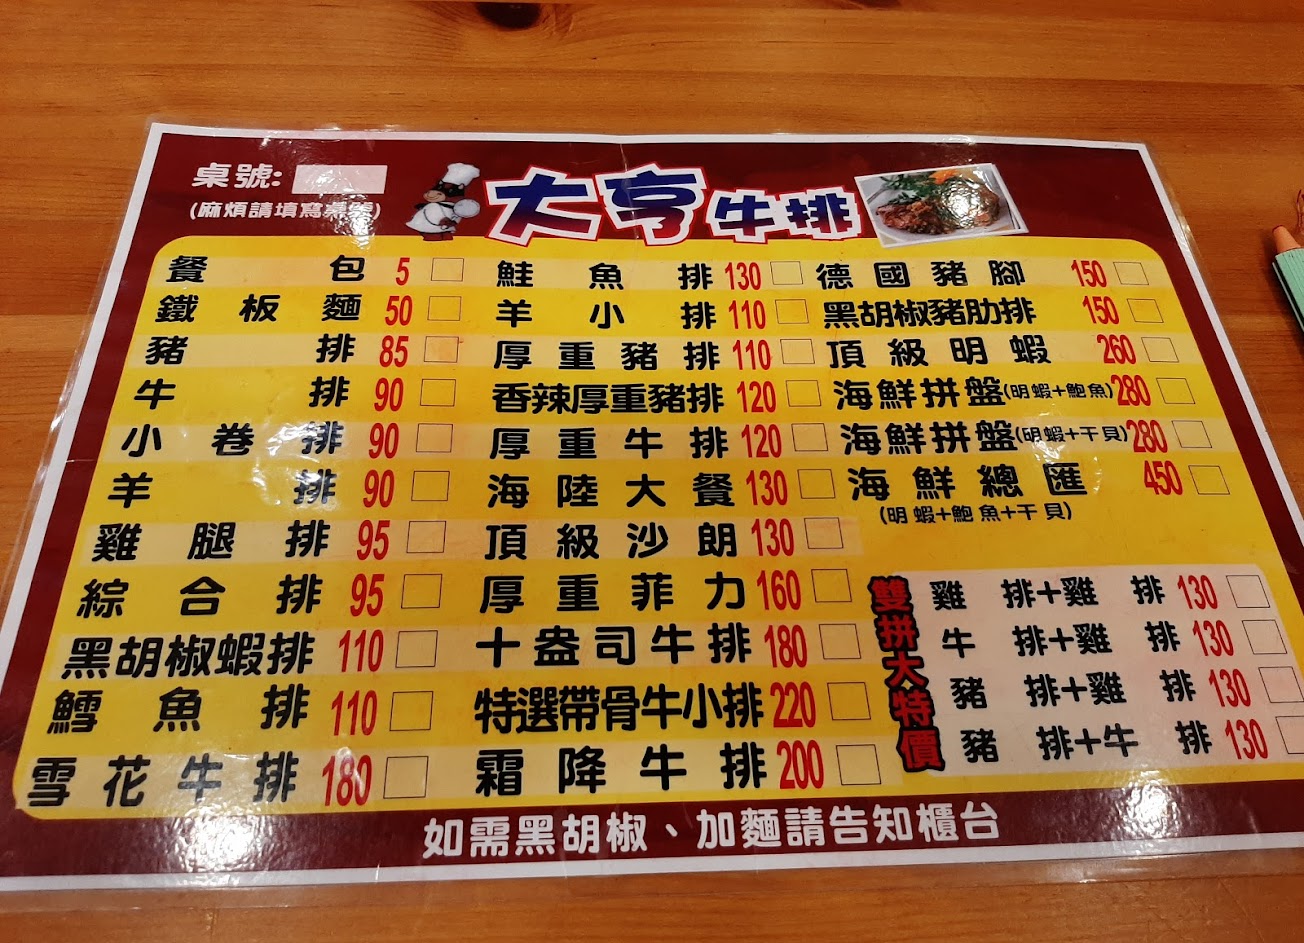 桌號:
(麻煩請填寫桌號)
大亨牛排
餐包 5
鐵板麵 50
豬排 85
牛排 90
小卷排 90
羊排 90
雞腿排 95
綜合排 95
黑胡椒蝦排 110
鱈魚排 110
雪花牛排 180
鮭魚排 130
羊小排 110
厚重豬排 110
香辣厚重豬排 120
厚重牛排 120
海陸大餐 130
頂級沙朗 130
厚重菲力 160
十盎司牛排 180
特選帶骨牛小排 220
霜降牛排 200
德國豬腳 150
黑胡椒豬肋排 150
頂級明蝦 260
海鮮拼盤(明蝦+鮑魚) 280
海鮮拼盤(明蝦+干貝) 280
海鮮總匯 450
(明蝦+鮑魚+干貝)
雙拼大特價
雞排+雞排 130
牛排+雞排 130
豬排+雞排 130
豬排+牛排 130
如需黑胡椒、加麵請告知櫃台